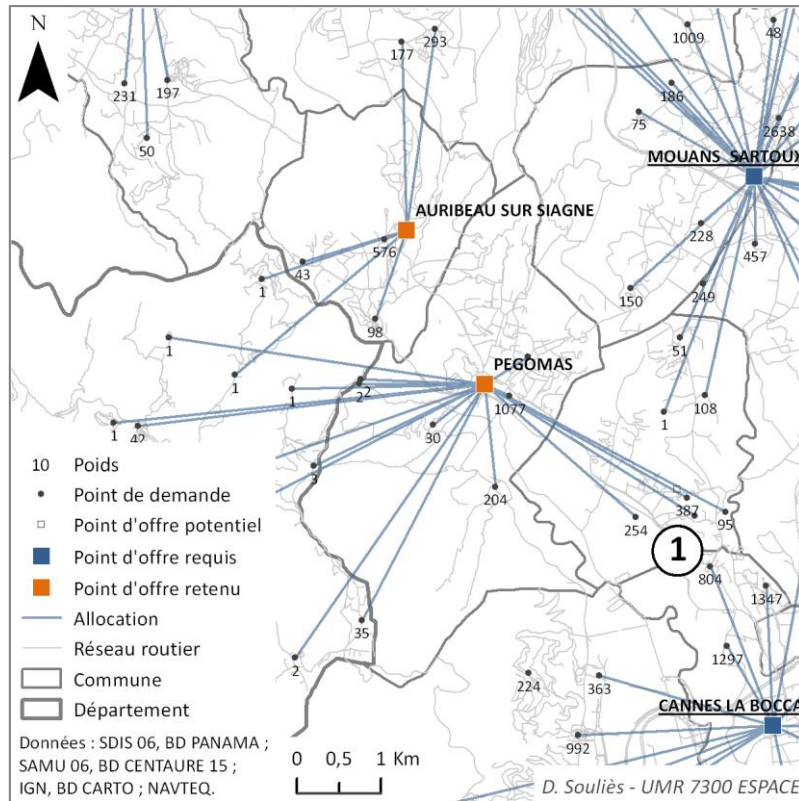 N
293
177
1009
48
231
197
186
75
2638
50
MOUANS SARTOUX
AURIBEAU SUR SIAGNE
576
228
457
43
1
150
249
98
51
1
PEGOMAS
1
1
2
2
1077
1
108
1
42
30
10 Poids
3
Point de demande
204
387
95
254
Point d'offre potentiel
1
Point d'offre requis
804
Point d'offre retenu
1347
Allocation
35
Réseau routier
1297
2
Commune
224
363
Département
CANNES LA BOCCA
992
Données : SDIS 06, BD PANAMA ;
SAMU 06, BD CENTAURE 15 ;
IGN, BD CARTO ; NAVTEQ.
0 0,5 1 Km
D. Souliès - UMR 7300 ESPACE